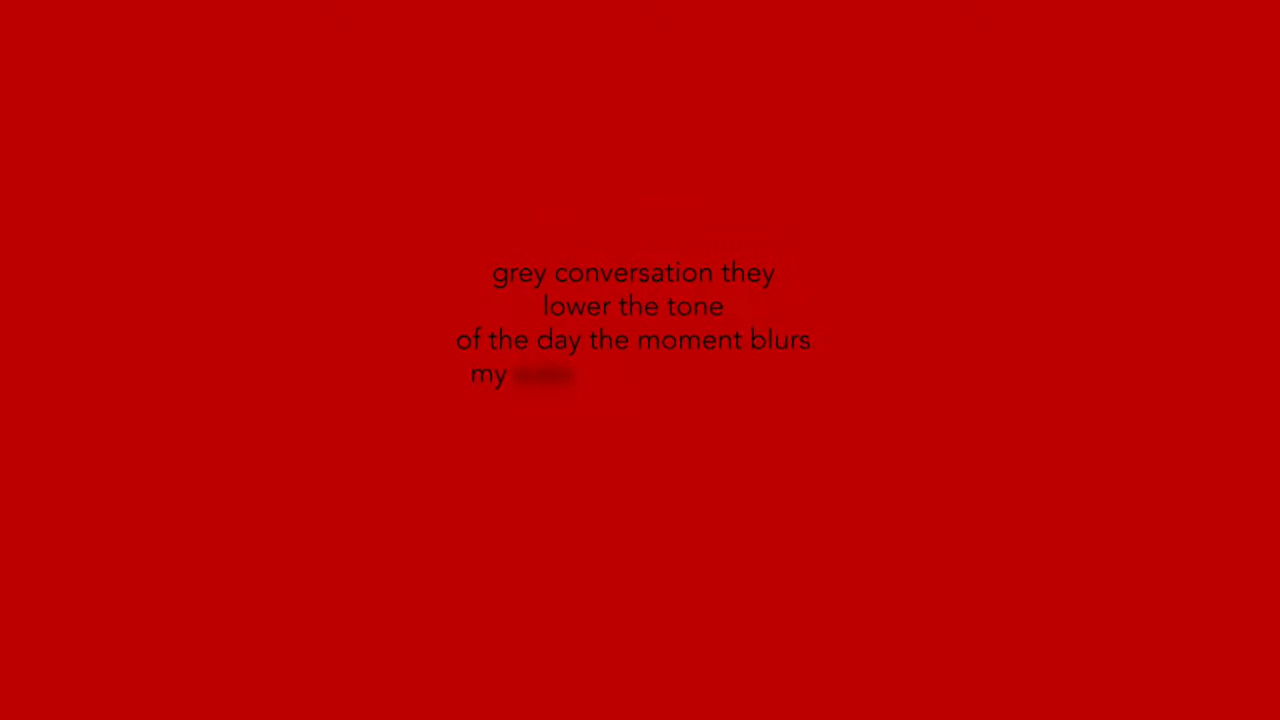 grey conversation they
lower the tone
of the day the moment blurs
my